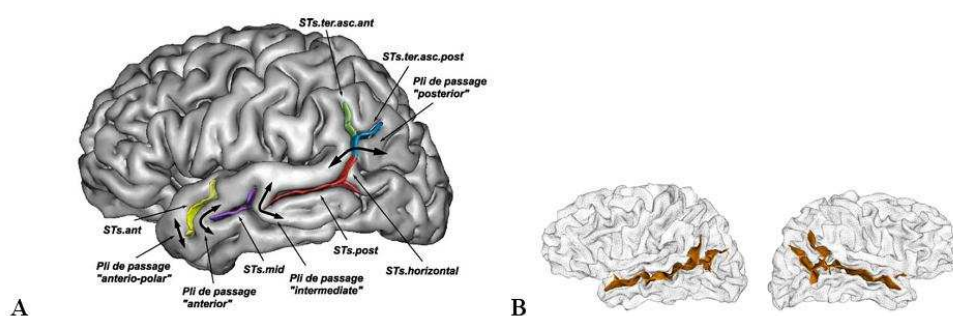 STs.ter.asc.ant
STs.ter.asc.post
Pli de passage
"posterior"
STs.ant
Pli de passage
"anterio-polar"
Pli de passage
"anterior"
STs.mid
Pli de passage
"intermediate"
STs.post
STs.horizontal
A
B